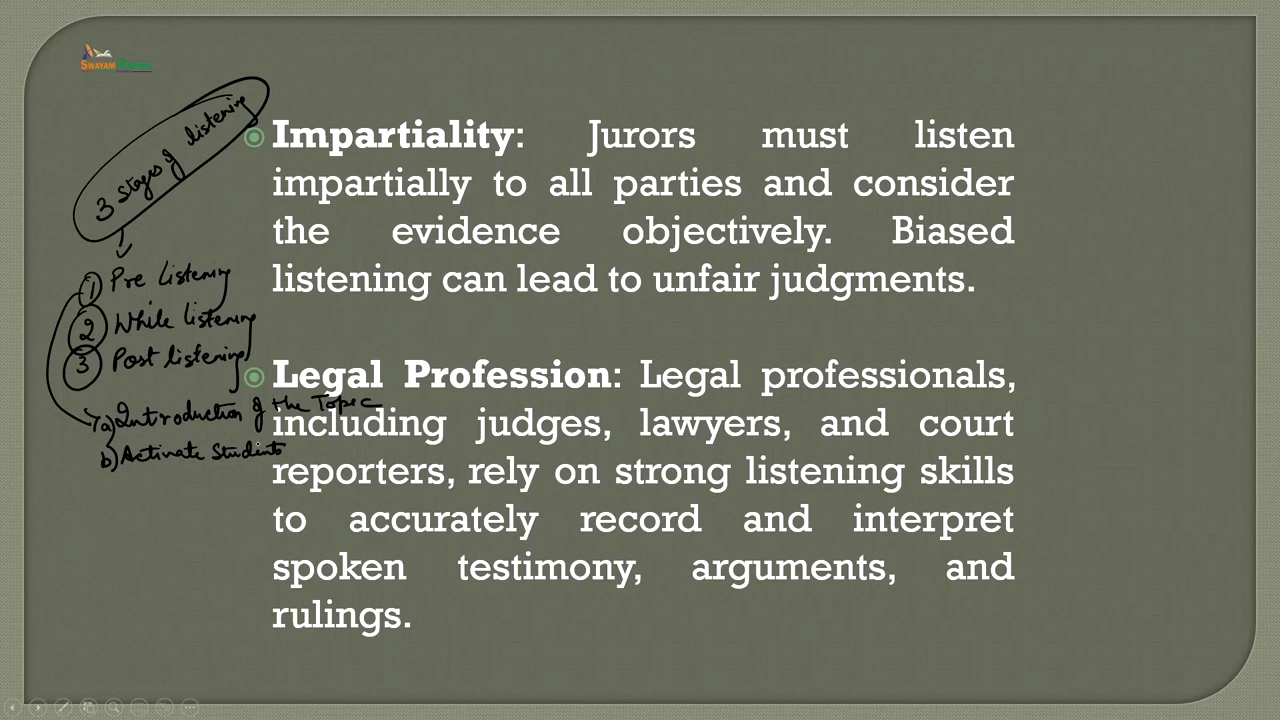 SWAYAM Prabha
3 stages of listening
1 Pre listening
2 While listening
3 Post listening
a) Introduction of the Topic
b) Activate Students
Impartiality: Jurors must listen
impartially to all parties and consider
the evidence objectively. Biased
listening can lead to unfair judgments.
Legal Profession: Legal professionals,
including judges, lawyers, and court
reporters, rely on strong listening skills
to accurately record and interpret
spoken testimony, arguments, and
rulings.